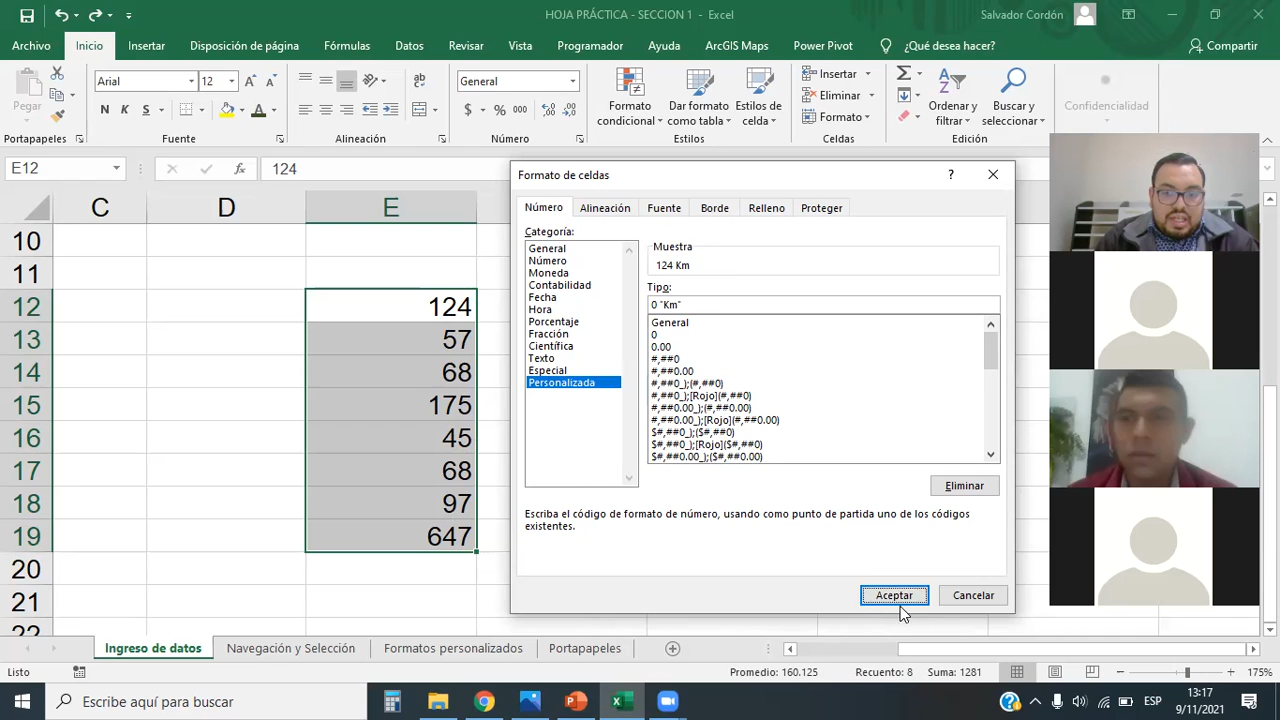 HOJA PRÁCTICA - SECCION 1 - Excel
Salvador Cordón
Archivo Inicio Insertar Disposición de página Fórmulas Datos Revisar Vista Programador Ayuda ArcGIS Maps Power Pivot ¿Qué desea hacer? Compartir
Pegar
Arial 12
N K S
ab
General
$ % 000
Formato condicional
Dar formato como tabla
Estilos de celda
Insertar
Eliminar
Formato
Ordenar y filtrar
Buscar y seleccionar
Confidencialidad
Portapapeles Fuente Alineación Número Estilos Celdas Edición
E12 fx 124
C D E
10
11
12 124
13 57
14 68
15 175
16 45
17 68
18 97
19 647
20
21
22
Formato de celdas ?
Número Alineación Fuente Borde Relleno Proteger
Categoría:
General
Número
Moneda
Contabilidad
Fecha
Hora
Porcentaje
Fracción
Científica
Texto
Especial
Personalizada
Muestra
124 Km
Tipo:
0 "Km"
General
0
0.00
#,##0
#,##0.00
#,##0_);(#,##0)
#,##0_);[Rojo](#,##0)
#,##0.00_);(#,##0.00)
#,##0.00_);[Rojo](#,##0.00)
$#,##0_);($#,##0)
$#,##0_);[Rojo]($#,##0)
$#,##0.00_);($#,##0.00)
Eliminar
Escriba el código de formato de número, usando como punto de partida uno de los códigos
existentes.
Aceptar Cancelar
Ingreso de datos Navegación y Selección Formatos personalizados Portapapeles
Listo Promedio: 160.125 Recuento: 8 Suma: 1281 175%
Escribe aquí para buscar
ESP
13:17
9/11/2021